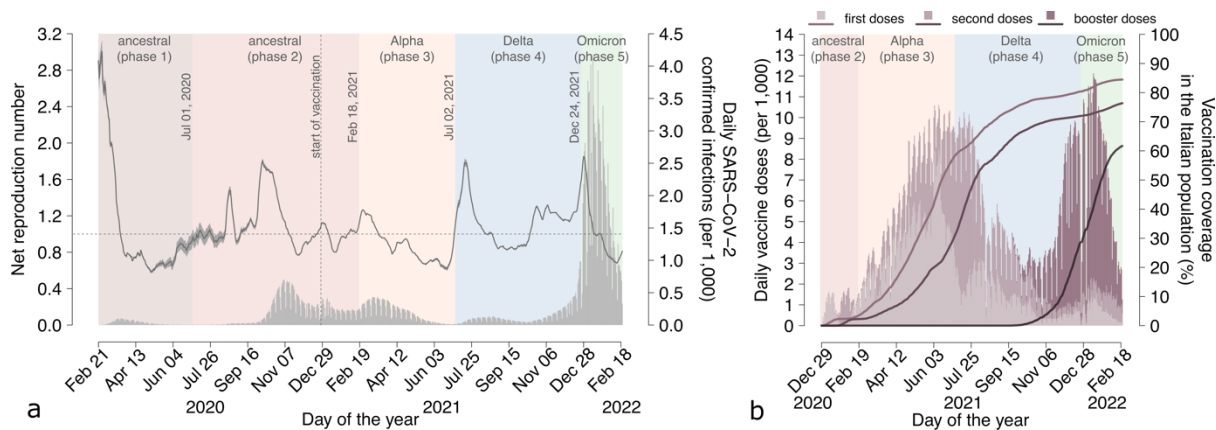 first doses
second doses
booster doses
3.2
2.8
2.4
2.0
1.6
1.2
0.8
0.4
0.0
Net reproduction number
ancestral
(phase 1)
ancestral
(phase 2)
Alpha
(phase 3)
Delta
(phase 4)
Omicron
(phase 5)
Jul 01, 2020
start of vaccination
Feb 18, 2021
Jul 02, 2021
Dec 24, 2021
4.5
4.0
3.5
3.0
2.5
2.0
1.5
1.0
0.5
0.0
Daily SARS-CoV-2
confirmed infections (per 1,000)
Feb 21
Apr 13
Jun 04
Jul 26
Sep 16
Nov 07
Dec 29
Feb 19
Apr 12
Jun 03
Jul 25
Sep 15
Nov 06
Dec 28
Feb 18
2020
2021
2022
Day of the year
a
14
13
12
11
10
9
8
7
6
5
4
3
2
1
0
Daily vaccine doses (per 1,000)
ancestral
(phase 2)
Alpha
(phase 3)
Delta
(phase 4)
Omicron
(phase 5)
100
90
80
70
60
50
40
30
20
10
0
Vaccination coverage
in the Italian population (%)
Dec 29
Feb 19
Apr 12
Jun 03
Jul 25
Sep 15
Nov 06
Dec 28
Feb 18
2020
2021
2022
Day of the year
b